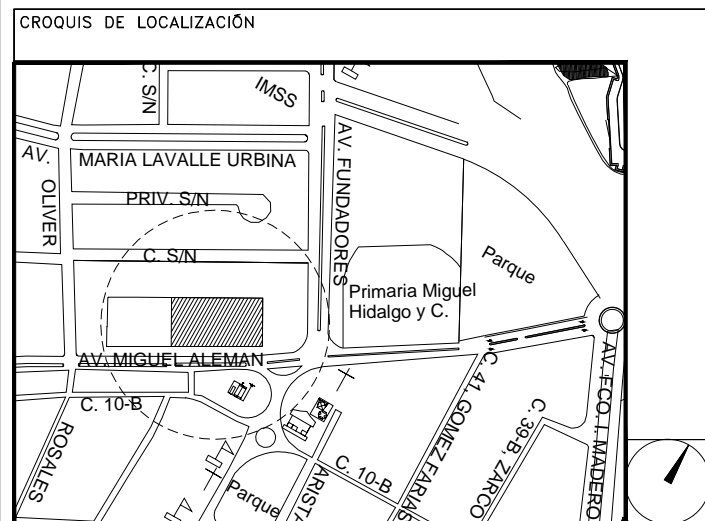 CROQUIS DE LOCALIZACIÓN
C. S/N
IMSS
AV. FUNDADORES
AV.
OLIVER
MARIA LAVALLE URBINA
PRIV. S/N
C. S/N
Parque
Primaria Miguel
Hidalgo y C.
AV. MIGUEL ALEMAN
C. 10-B
ROSALES
C. 41, GOMEZ FARIAS
C. 39-B, ZARCO
AV. FCO. I. MADERO
C. 10-B
Parque
ARISTA